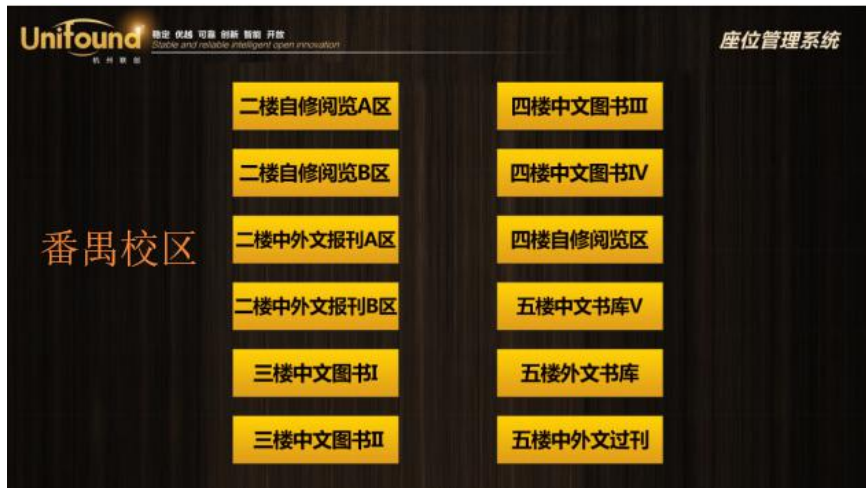 Unifound
稳定 优越 可靠 创新 智能 开放
Stable and reliable intelligent open innovation
杭州联创
座位管理系统
番禺校区
二楼自修阅览A区
二楼自修阅览B区
二楼中外文报刊A区
二楼中外文报刊B区
三楼中文图书I
三楼中文图书II
四楼中文图书III
四楼中文图书IV
四楼自修阅览区
五楼中文书库V
五楼外文书库
五楼中外文过刊